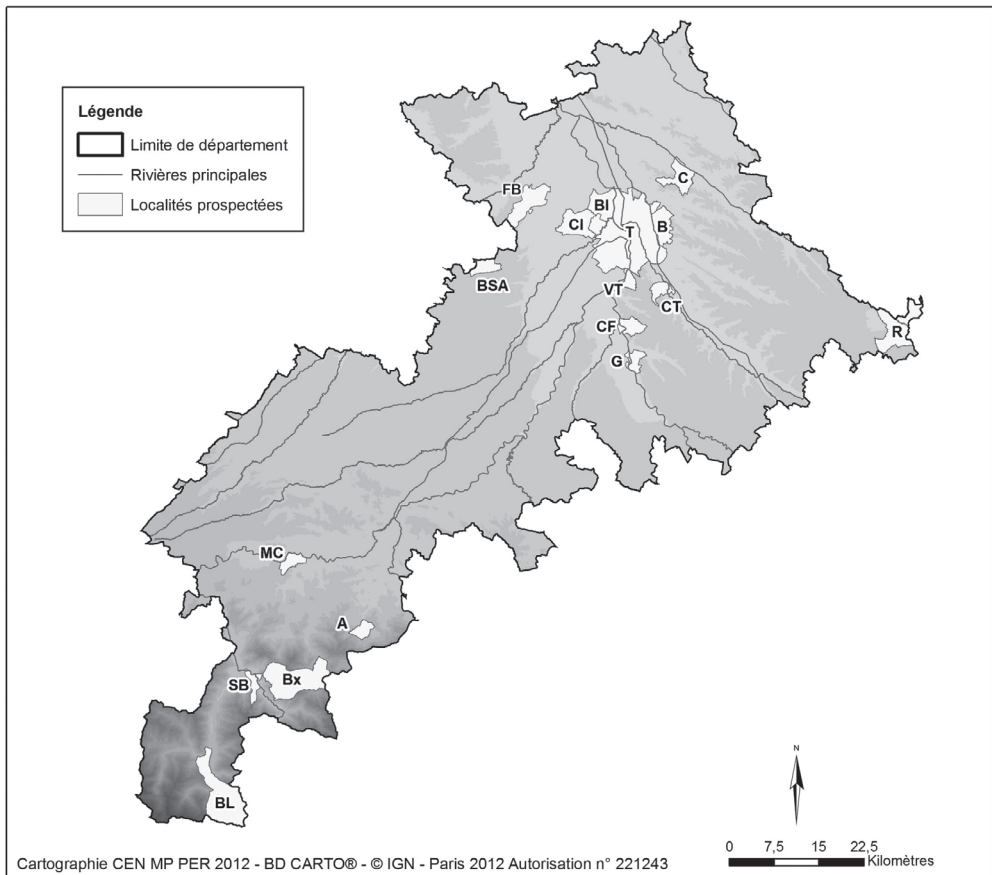 Légende
Limite de département
Rivières principales
Localités prospectées
C
FB
BI
CI
T
B
BSA
VT
CT
CF
R
G
MC
A
SB
Bx
BL
N
0 7,5 15 22,5
Kilomètres
Cartographie CEN MP PER 2012 - BD CARTO® - © IGN - Paris 2012 Autorisation n° 221243